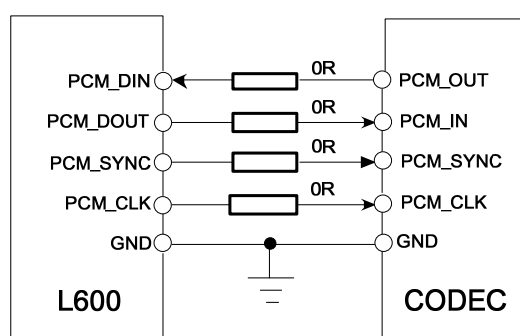 PCM_DIN 0R PCM_OUT
PCM_DOUT 0R PCM_IN
PCM_SYNC 0R PCM_SYNC
PCM_CLK 0R PCM_CLK
GND GND
L600 CODEC